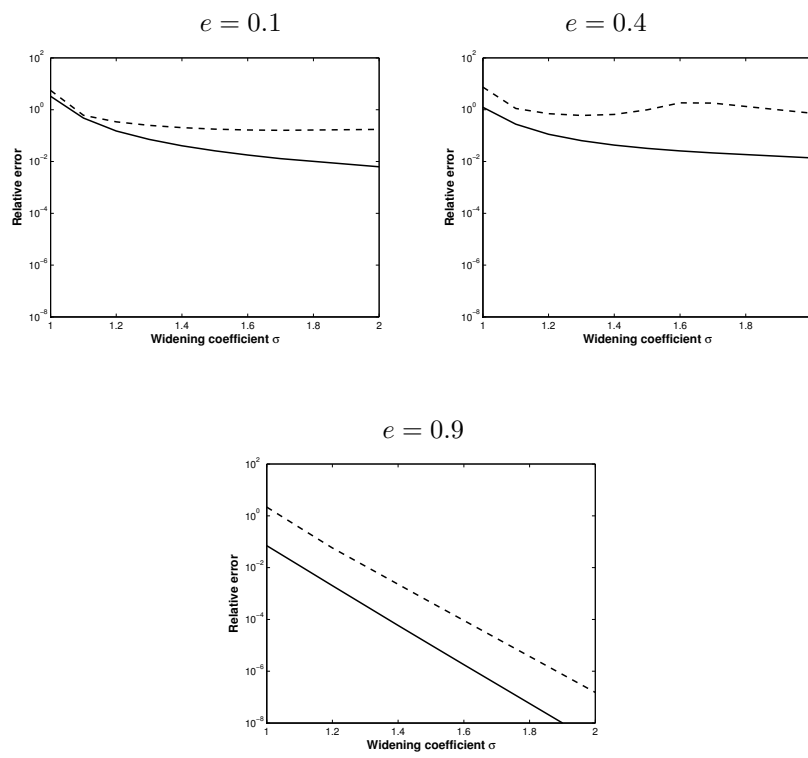 e = 0.1
10^2
10^0
10^-2
10^-4
10^-6
10^-8
Relative error
1 1.2 1.4 1.6 1.8 2
Widening coefficient σ
e = 0.4
10^2
10^0
10^-2
10^-4
10^-6
10^-8
Relative error
1 1.2 1.4 1.6 1.8
Widening coefficient σ
e = 0.9
10^2
10^0
10^-2
10^-4
10^-6
10^-8
Relative error
1 1.2 1.4 1.6 1.8 2
Widening coefficient σ